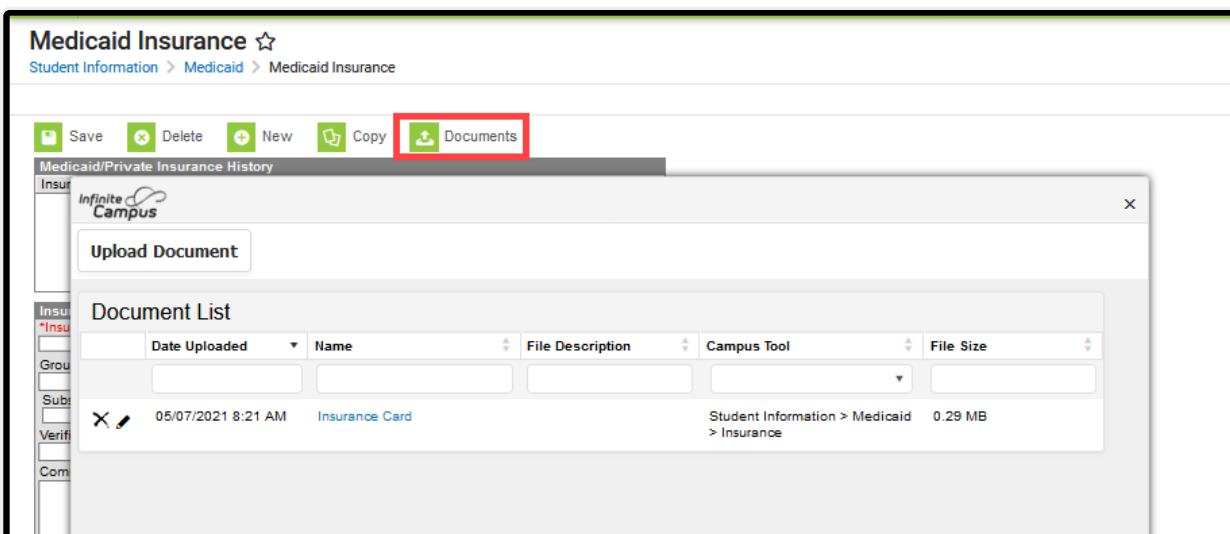 Medicaid Insurance
Student Information > Medicaid > Medicaid Insurance
Save Delete New Copy Documents
Medicaid/Private Insurance History
Infinite
Campus
×
Upload Document
Document List
Date Uploaded Name File Description Campus Tool File Size
05/07/2021 8:21 AM Insurance Card Student Information > Medicaid 0.29 MB
> Insurance